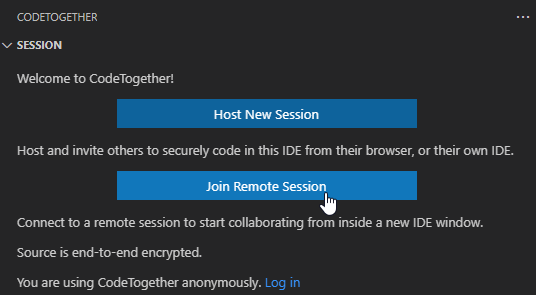 CODETOGETHER
SESSION
Welcome to CodeTogether!
Host New Session
Host and invite others to securely code in this IDE from their browser, or their own IDE.
Join Remote Session
Connect to a remote session to start collaborating from inside a new IDE window.
Source is end-to-end encrypted.
You are using CodeTogether anonymously. Log in